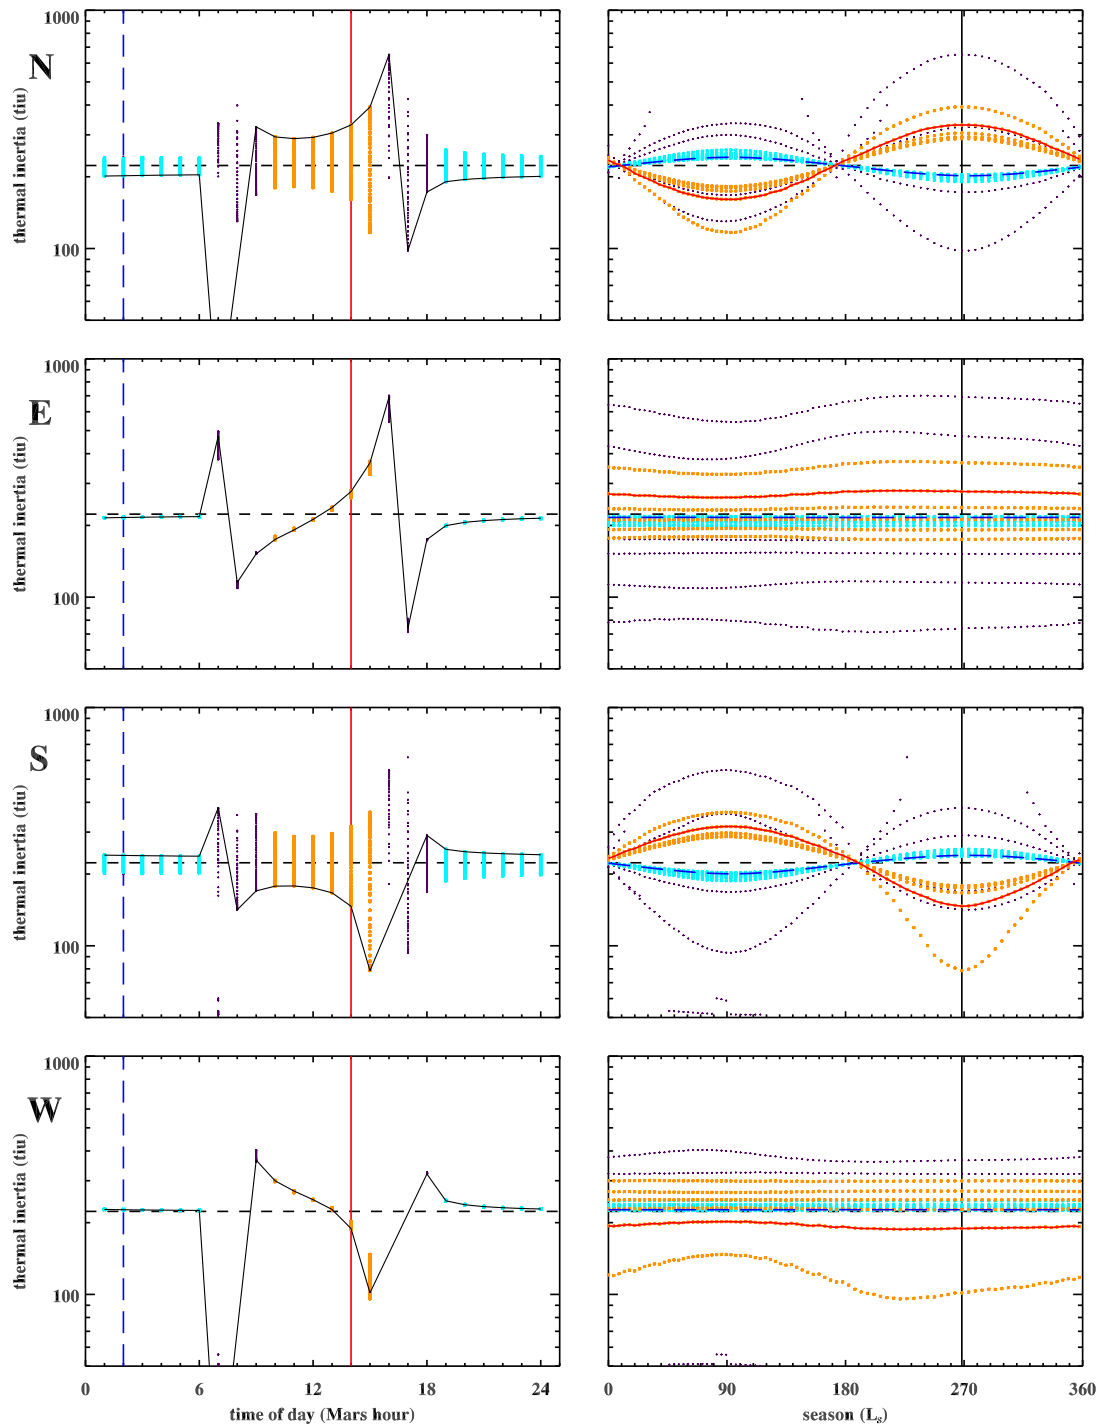 1000
100
thermal inertia (tiu)
N
1000
100
thermal inertia (tiu)
E
1000
100
thermal inertia (tiu)
S
1000
100
thermal inertia (tiu)
W
0 6 12 18 24
time of day (Mars hour)
0 90 180 270 360
season (Ls)